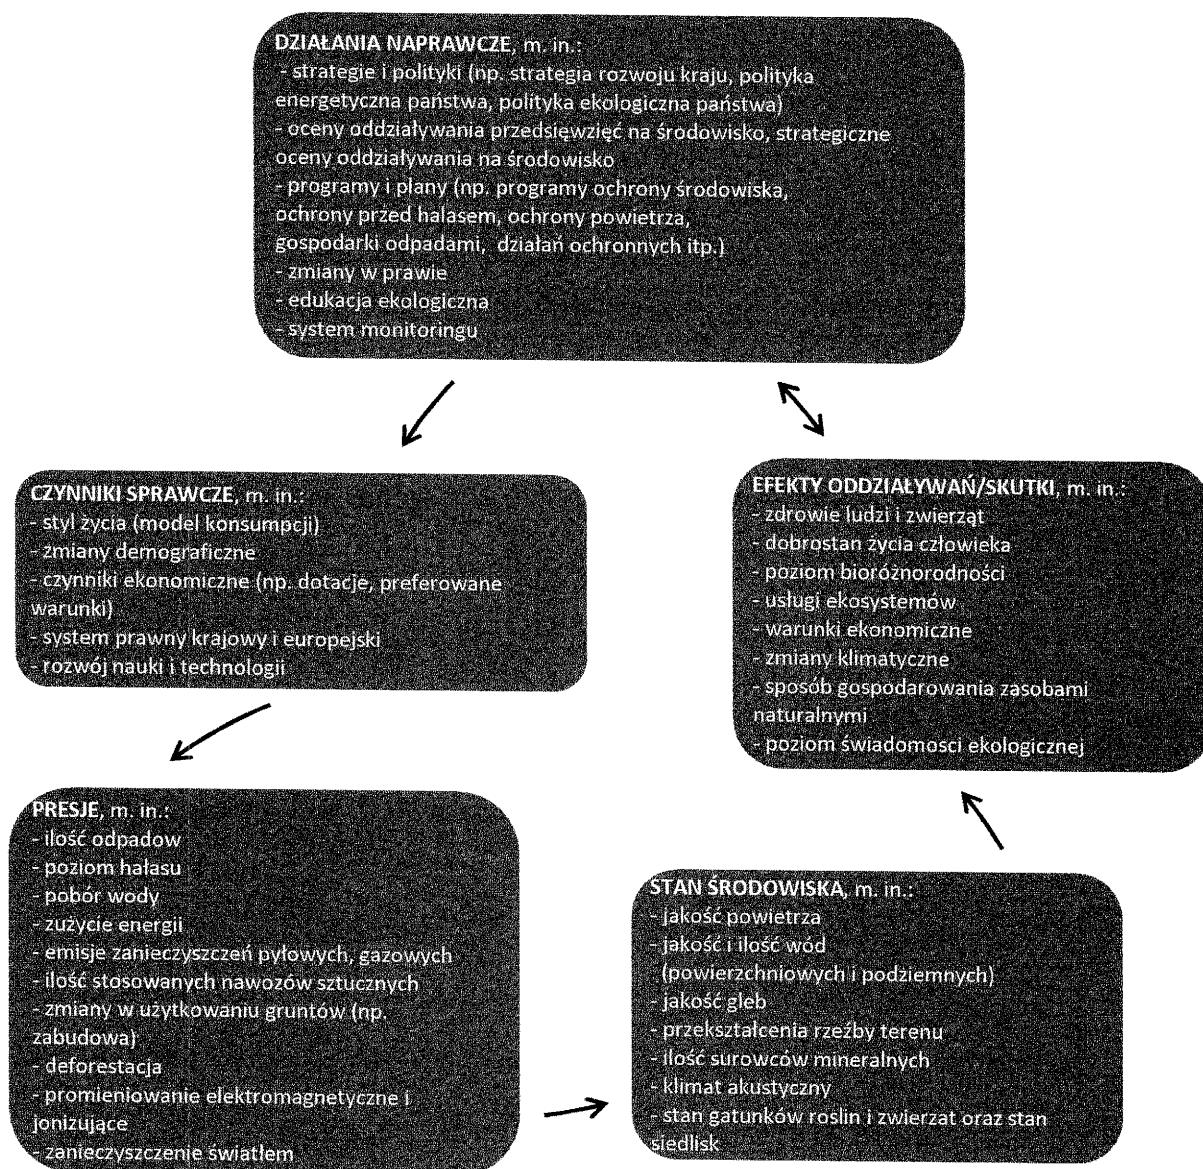 DZIAŁANIA NAPRAWCZE, m. in.:
- strategie i polityki (np. strategia rozwoju kraju, polityka
energetyczna państwa, polityka ekologiczna państwa)
- oceny oddziaływania przedsięwzięć na środowisko, strategiczne
oceny oddziaływania na środowisko
- programy i plany (np. programy ochrony środowiska,
ochrony przed halasem, ochrony powietrza,
gospodarki odpadami, działań ochronnych itp.)
- zmiany w prawie
- edukacja ekologiczna
- system monitoringu
CZYNNIKI SPRAWCZE, m. in.:
- styl życia (model konsumpcji)
- zmiany demograficzne
- czynniki ekonomiczne (np. dotacje, preferowane
warunki)
- system prawny krajowy i europejski
- rozwój nauki i technologii
EFEKTY ODDZIAŁYWAŃ/SKUTKI, m. in.:
- zdrowie ludzi i zwierząt
- dobrostan życia człowieka
- poziom bioróżnorodności
- usługi ekosystemów
- warunki ekonomiczne
- zmiany klimatyczne
- sposób gospodarowania zasobami
naturalnymi
- poziom świadomosci ekologicznej
PRESJE, m. in.:
- ilość odpadow
- poziom hałasu
- pobór wody
- zużycie energii
- emisje zanieczyszczeń pyłowych, gazowych
- ilość stosowanych nawozów sztucznych
- zmiany w użytkowaniu gruntów (np.
zabudowa)
- deforestacja
- promieniowanie elektromagnetyczne i
jonizujące
- zanieczyszczenie światłem
STAN ŚRODOWISKA, m. in.:
- jakość powietrza
- jakość i ilość wód
(powierzchniowych i podziemnych)
- jakość gleb
- przekształcenia rzeźby terenu
- ilość surowców mineralnych
- klimat akustyczny
- stan gatunków roslin i zwierzat oraz stan
siedlisk